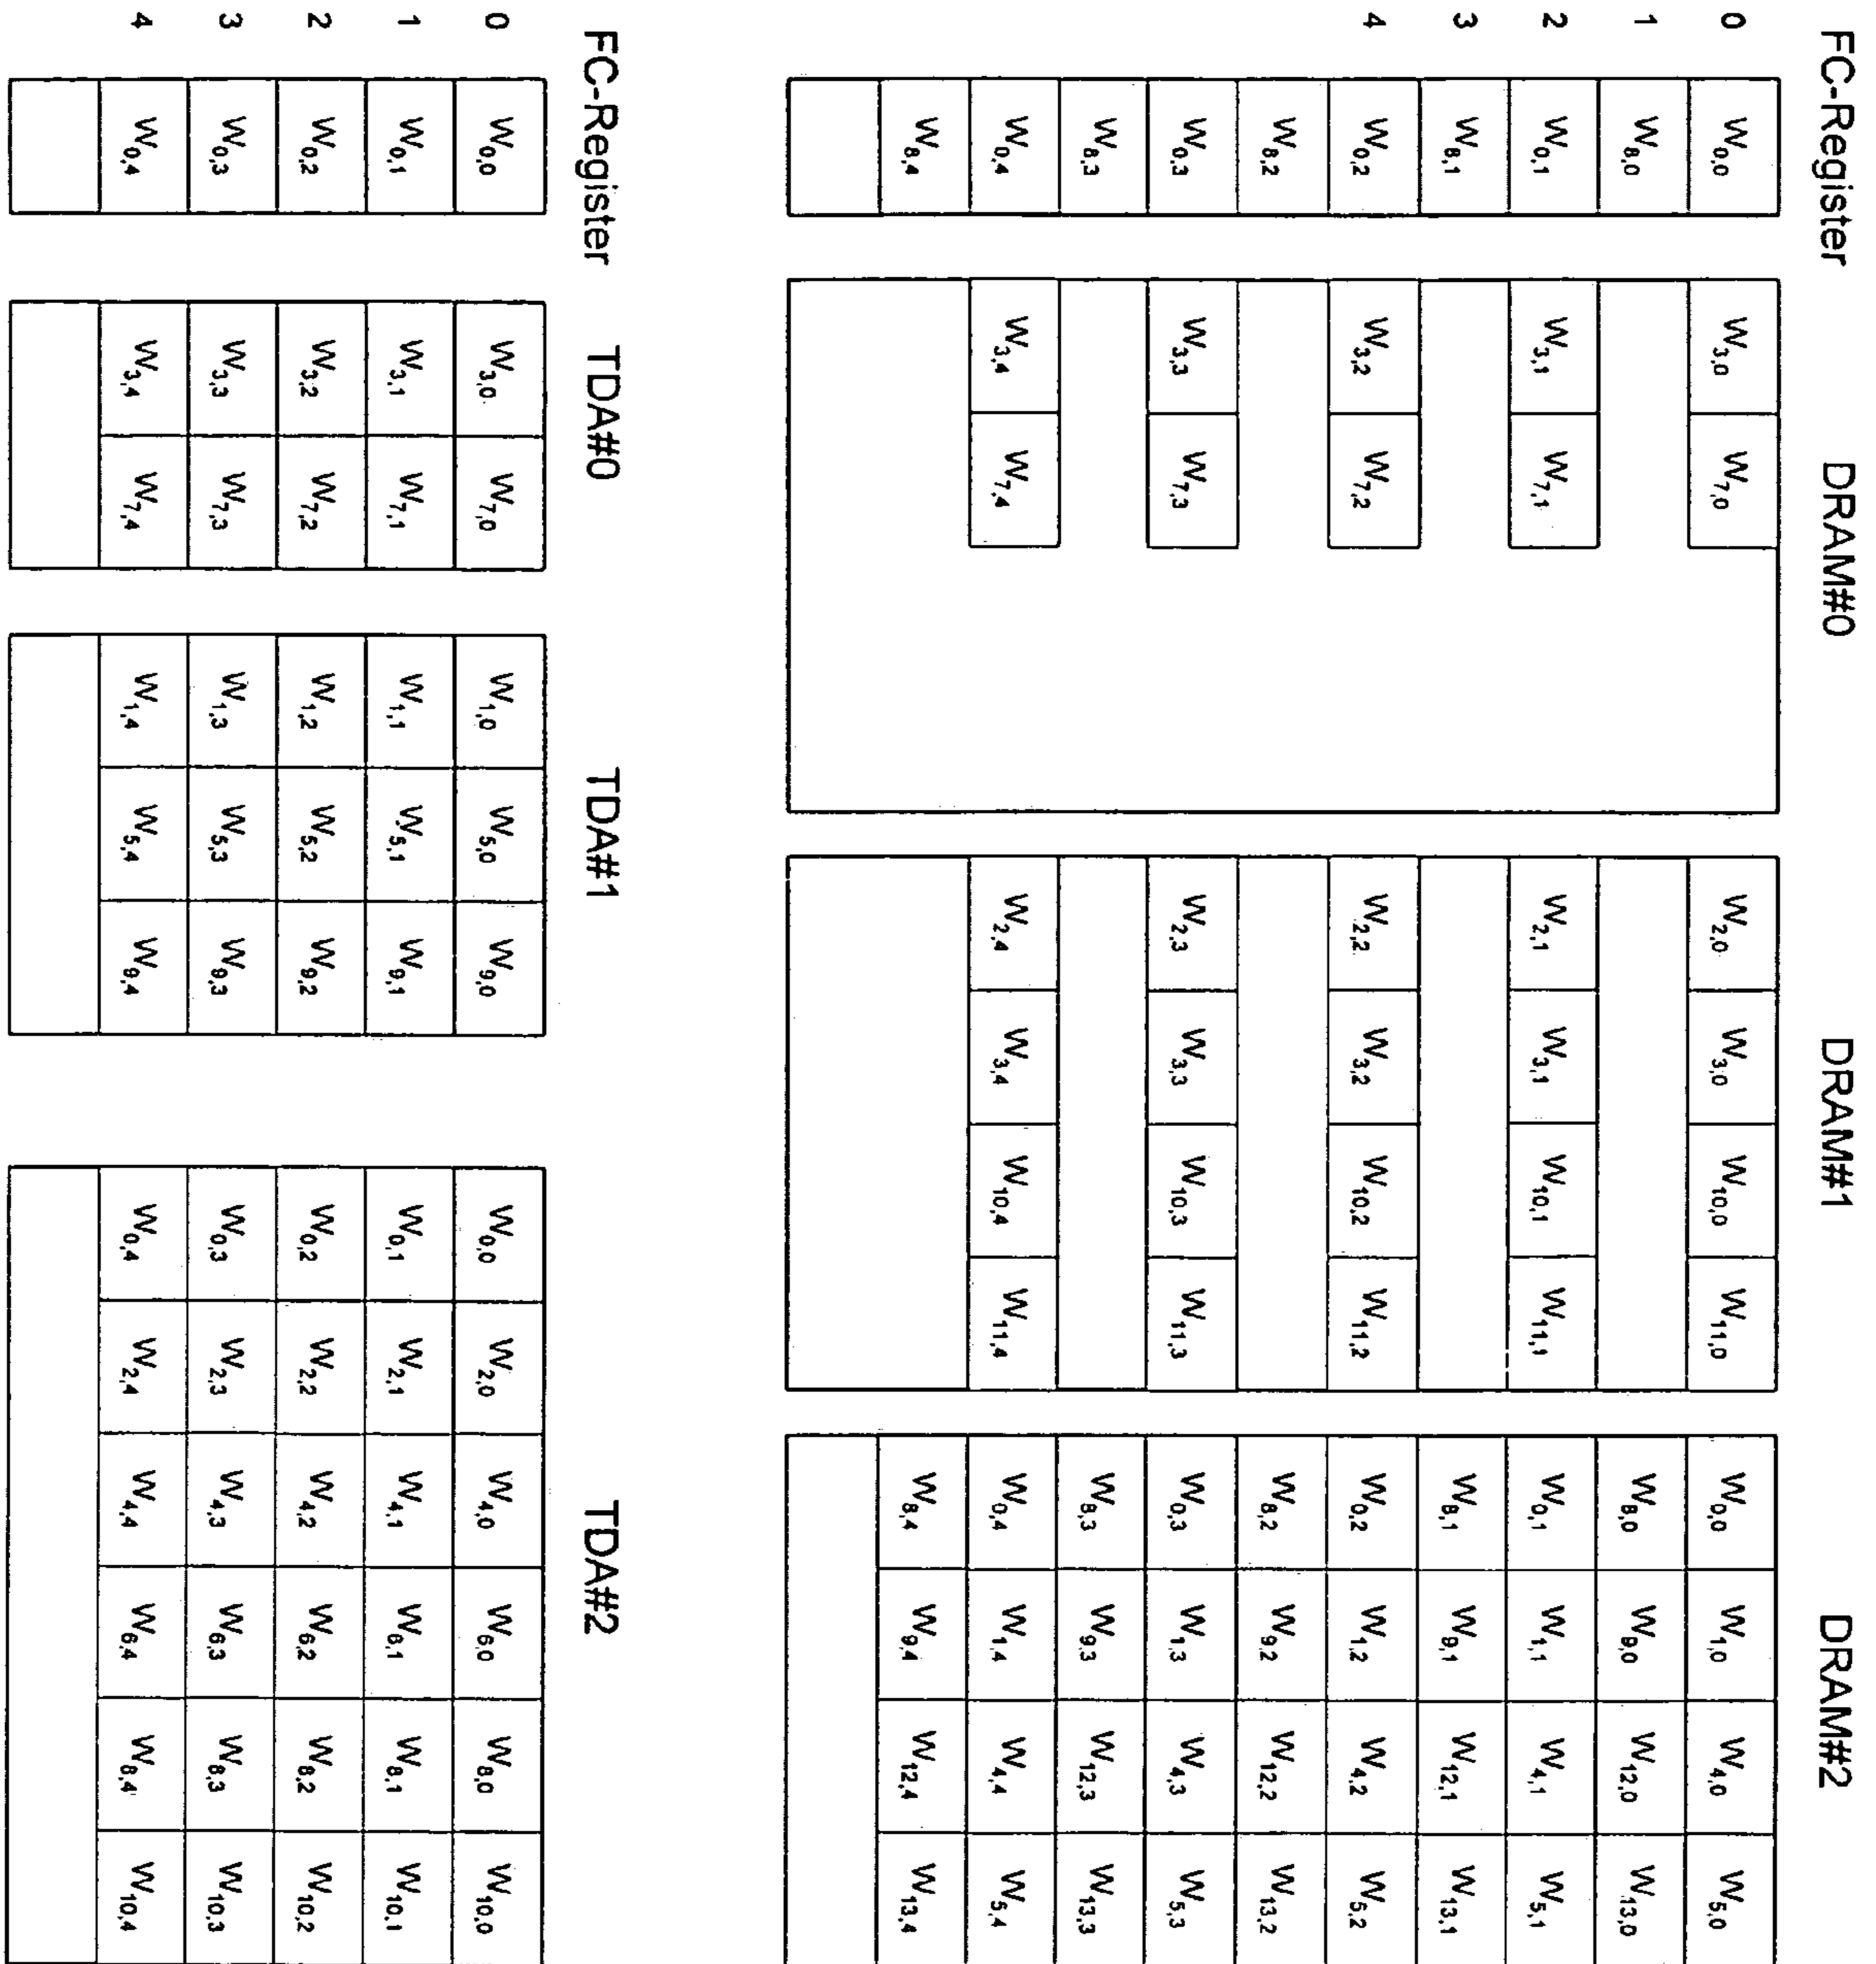 FC-Register DRAM#0 DRAM#1 DRAM#2
0 W0,0 W3,0 W7,0 W2,0 W3,0 W10,0 W11,0 W0,0 W1,0 W4,0 W5,0
1 W8,0 W8,0 W9,0 W12,0 W13,0
2 W0,1 W3,1 W7,1 W2,1 W3,1 W10,1 W11,1 W0,1 W1,1 W4,1 W5,1
3 W8,1 W8,1 W9,1 W12,1 W13,1
4 W0,2 W3,2 W7,2 W2,2 W3,2 W10,2 W11,2 W0,2 W1,2 W4,2 W5,2
W8,2 W8,2 W9,2 W12,2 W13,2
W0,3 W3,3 W7,3 W2,3 W3,3 W10,3 W11,3 W0,3 W1,3 W4,3 W5,3
W8,3 W8,3 W9,3 W12,3 W13,3
W0,4 W3,4 W7,4 W2,4 W3,4 W10,4 W11,4 W0,4 W1,4 W4,4 W5,4
W8,4 W8,4 W9,4 W12,4 W13,4
FC-Register TDA#0 TDA#1 TDA#2
0 W0,0 W3,0 W7,0 W1,0 W5,0 W9,0 W0,0 W2,0 W4,0 W6,0 W8,0 W10,0
1 W0,1 W3,1 W7,1 W1,1 W5,1 W9,1 W0,1 W2,1 W4,1 W6,1 W8,1 W10,1
2 W0,2 W3,2 W7,2 W1,2 W5,2 W9,2 W0,2 W2,2 W4,2 W6,2 W8,2 W10,2
3 W0,3 W3,3 W7,3 W1,3 W5,3 W9,3 W0,3 W2,3 W4,3 W6,3 W8,3 W10,3
4 W0,4 W3,4 W7,4 W1,4 W5,4 W9,4 W0,4 W2,4 W4,4 W6,4 W8,4 W10,4